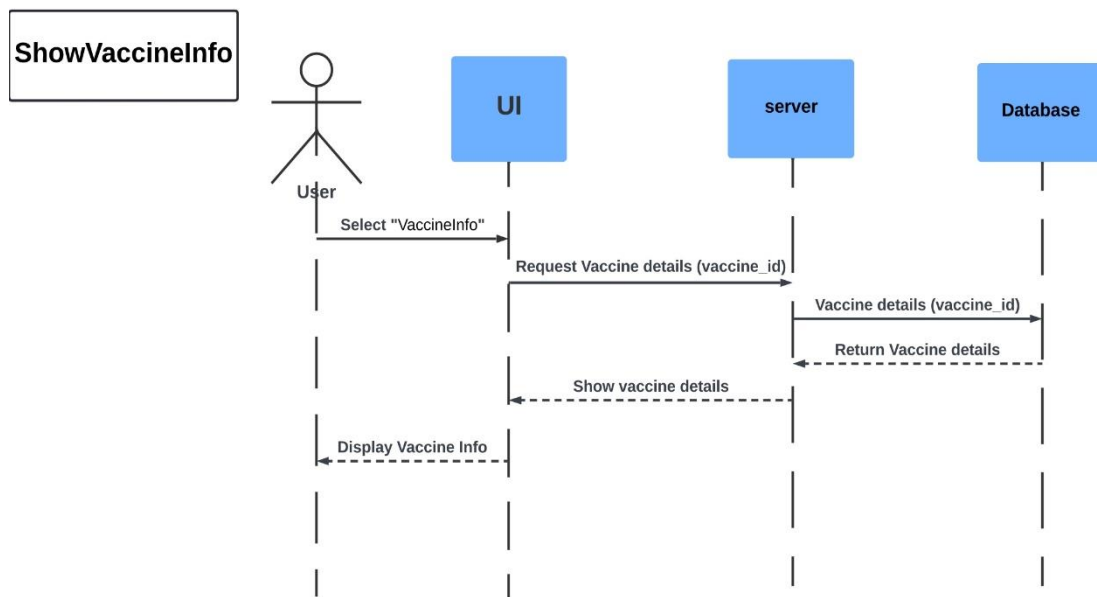 ShowVaccineInfo
UI
server
Database
User
Select "VaccineInfo"
Request Vaccine details (vaccine_id)
Vaccine details (vaccine_id)
Return Vaccine details
Show vaccine details
Display Vaccine Info